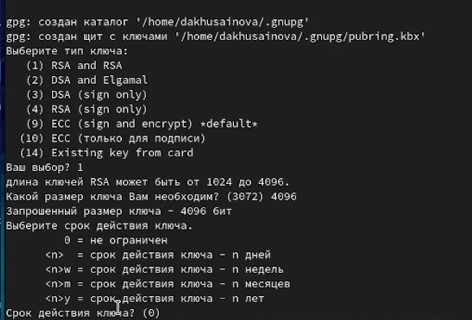 gpg: создан каталог '/home/dakhusainova/.gnupg'
gpg: создан щит с ключами '/home/dakhusainova/.gnupg/pubring.kbx'
Выберите тип ключа:
(1) RSA and RSA
(2) DSA and Elgamal
(3) DSA (sign only)
(4) RSA (sign only)
(9) ECC (sign and encrypt) *default*
(10) ECC (только для подписи)
(14) Existing key from card
Ваш выбор? 1
длина ключей RSA может быть от 1024 до 4096.
Какой размер ключа Вам необходим? (3072) 4096
Запрошенный размер ключа - 4096 бит
Выберите срок действия ключа.
0 = не ограничен
<n> = срок действия ключа - n дней
<n>w = срок действия ключа - n недель
<n>m = срок действия ключа - n месяцев
<n>y = срок действия ключа - n лет
Срок действия ключа? (0)